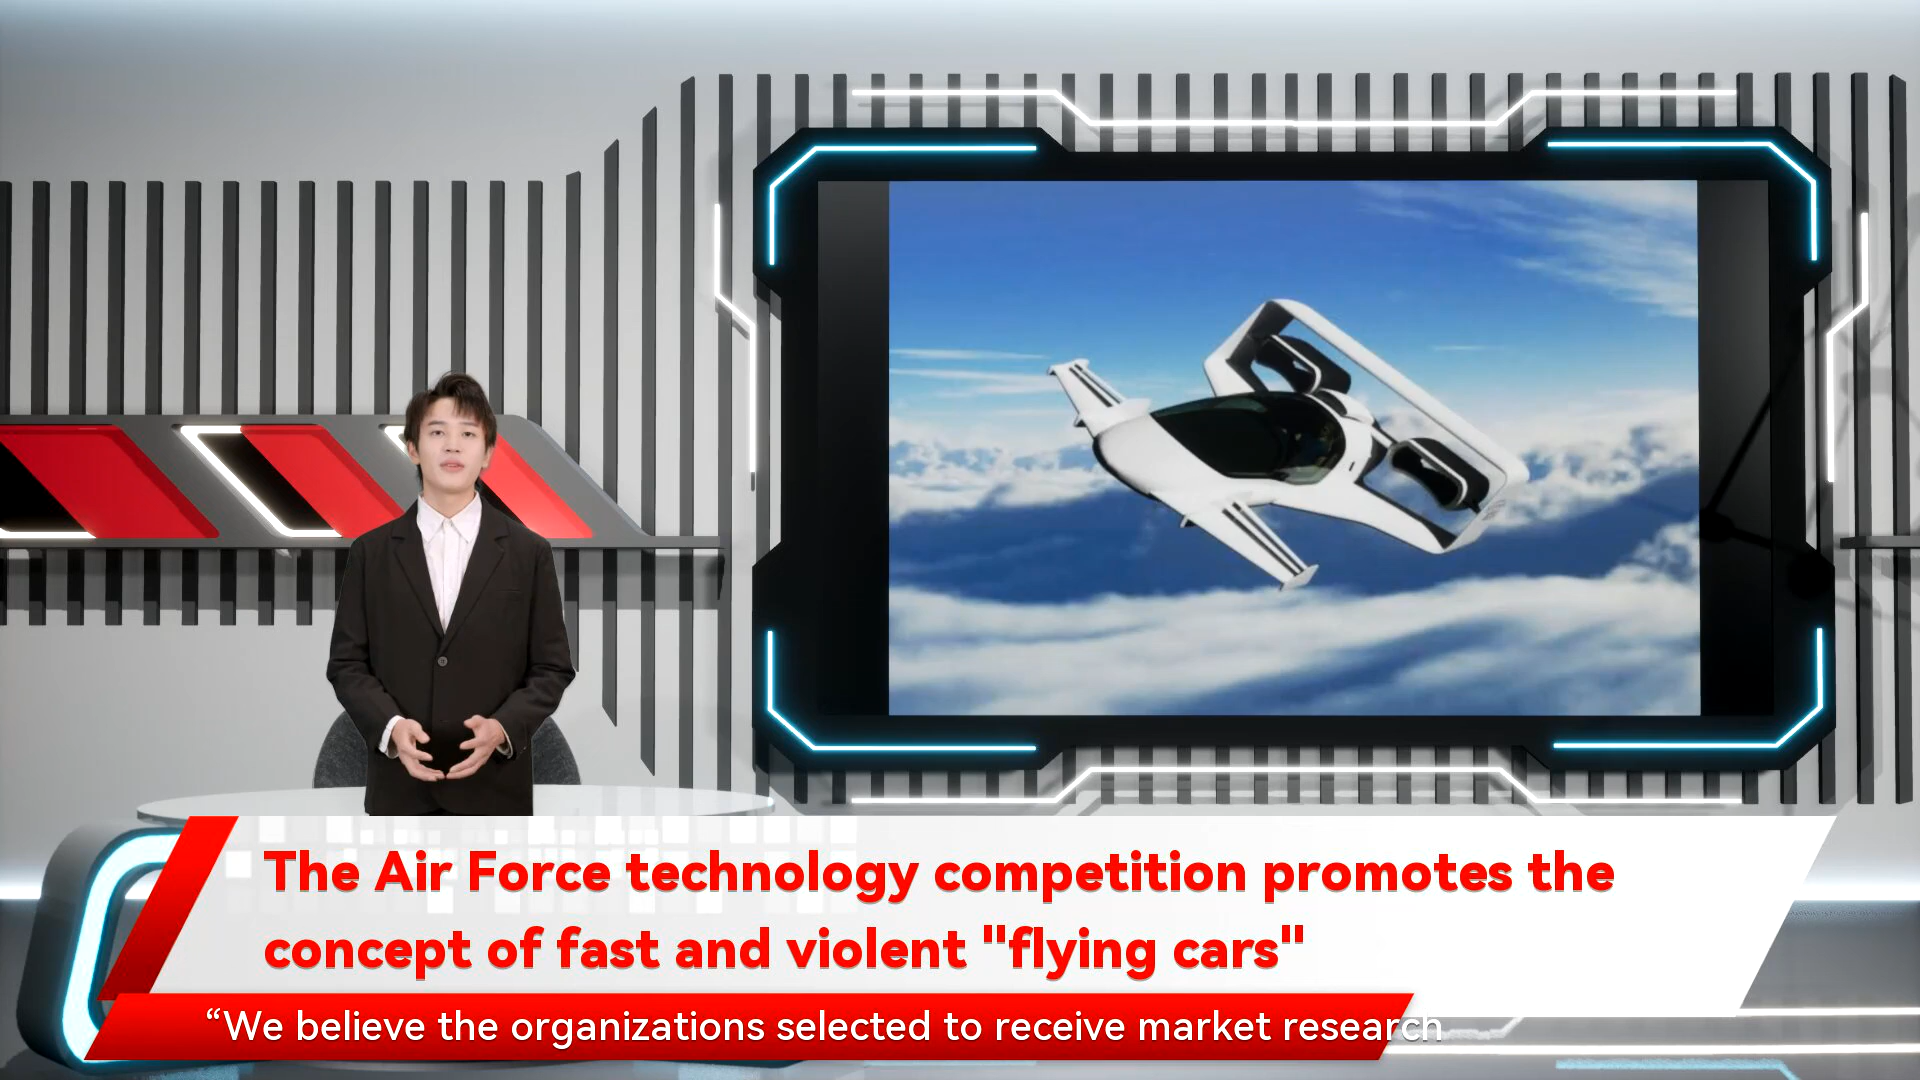 The Air Force technology competition promotes the
concept of fast and violent "flying cars"
“We believe the organizations selected to receive market research